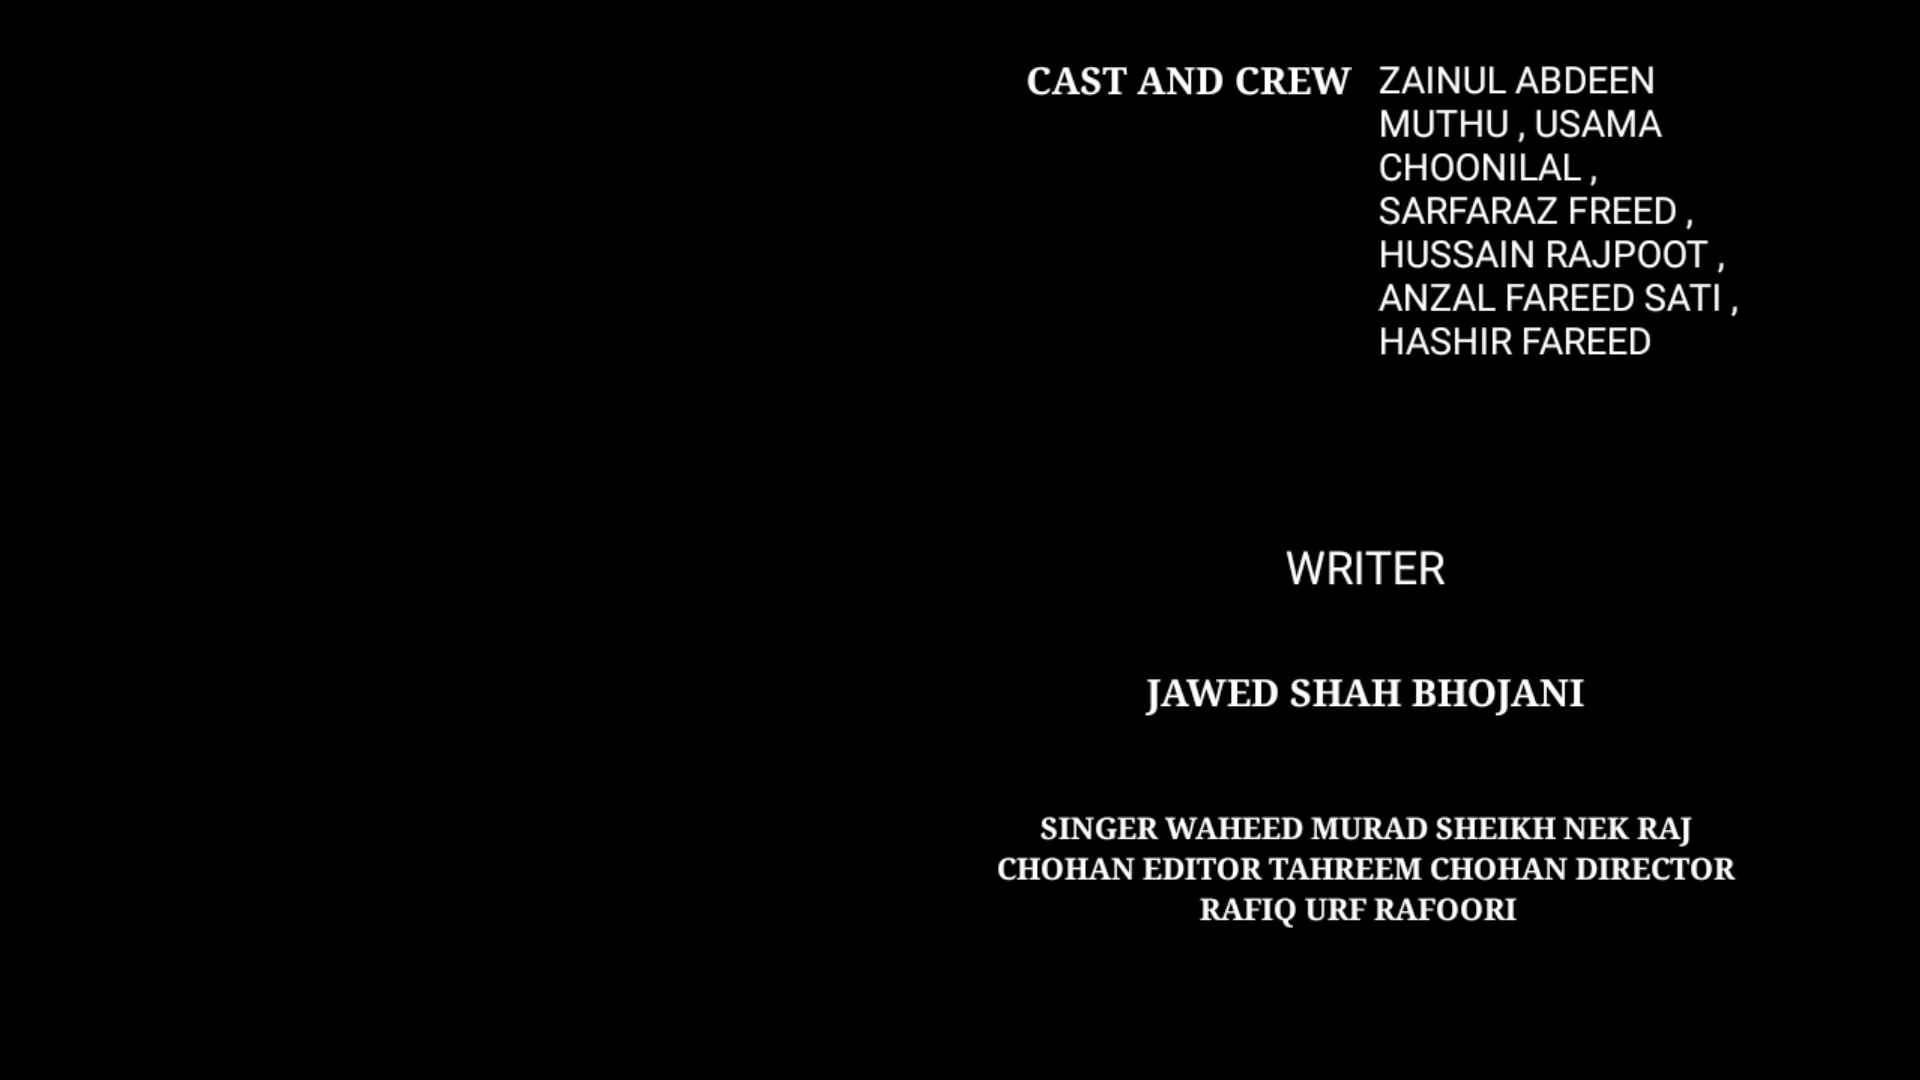 CAST AND CREW ZAINUL ABDEEN
MUTHU , USAMA
CHOONILAL ,
SARFARAZ FREED ,
HUSSAIN RAJPOOT ,
ANZAL FAREED SATI ,
HASHIR FAREED
WRITER
JAWED SHAH BHOJANI
SINGER WAHEED MURAD SHEIKH NEK RAJ
CHOHAN EDITOR TAHREEM CHOHAN DIRECTOR
RAFIQ URF RAFOORI